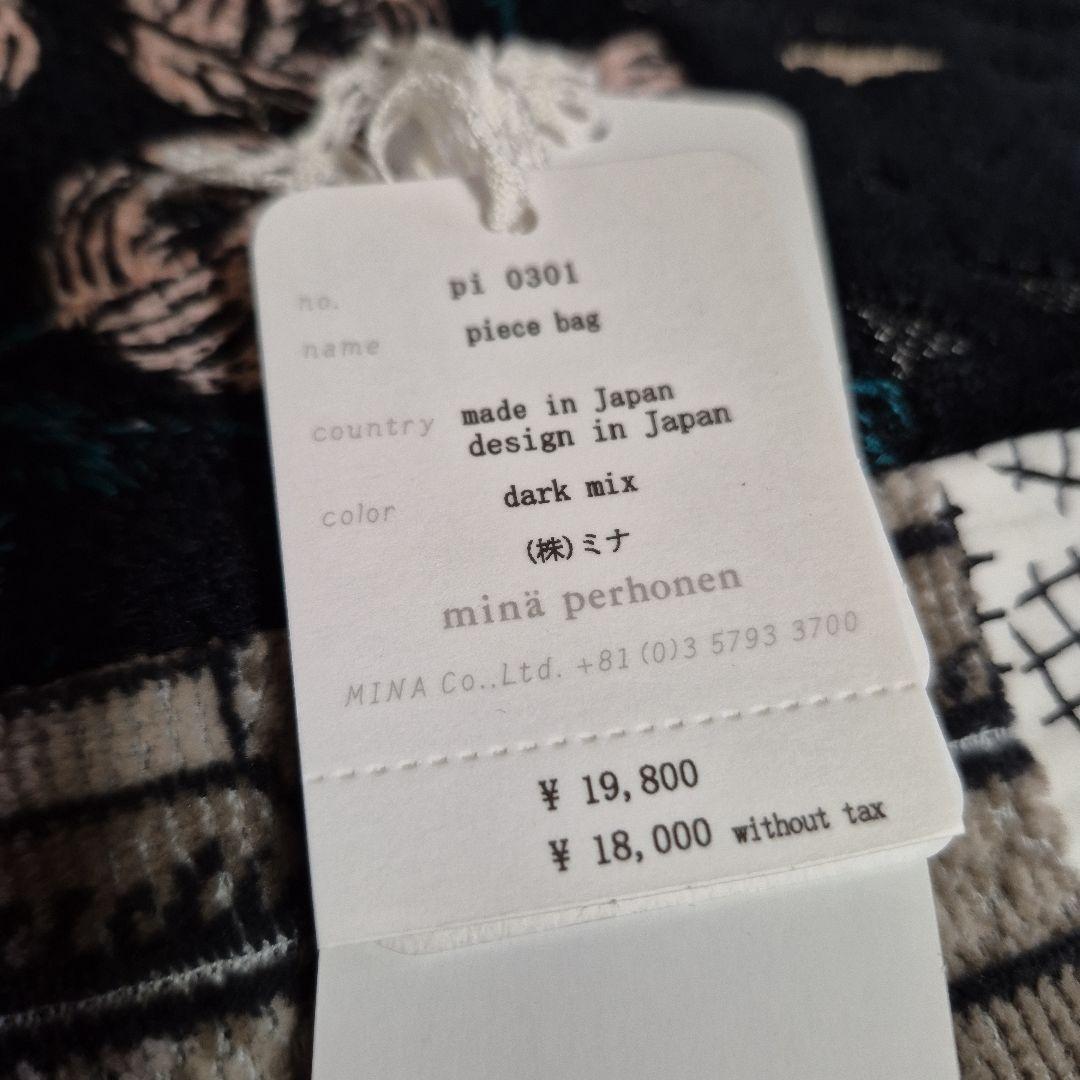 no. pi 0301
name piece bag
country made in Japan
design in Japan
color dark mix
(株)ミナ
minä perhonen
MINA Co.,Ltd. +81(0)3 5793 3700
¥ 19,800
¥ 18,000 without tax